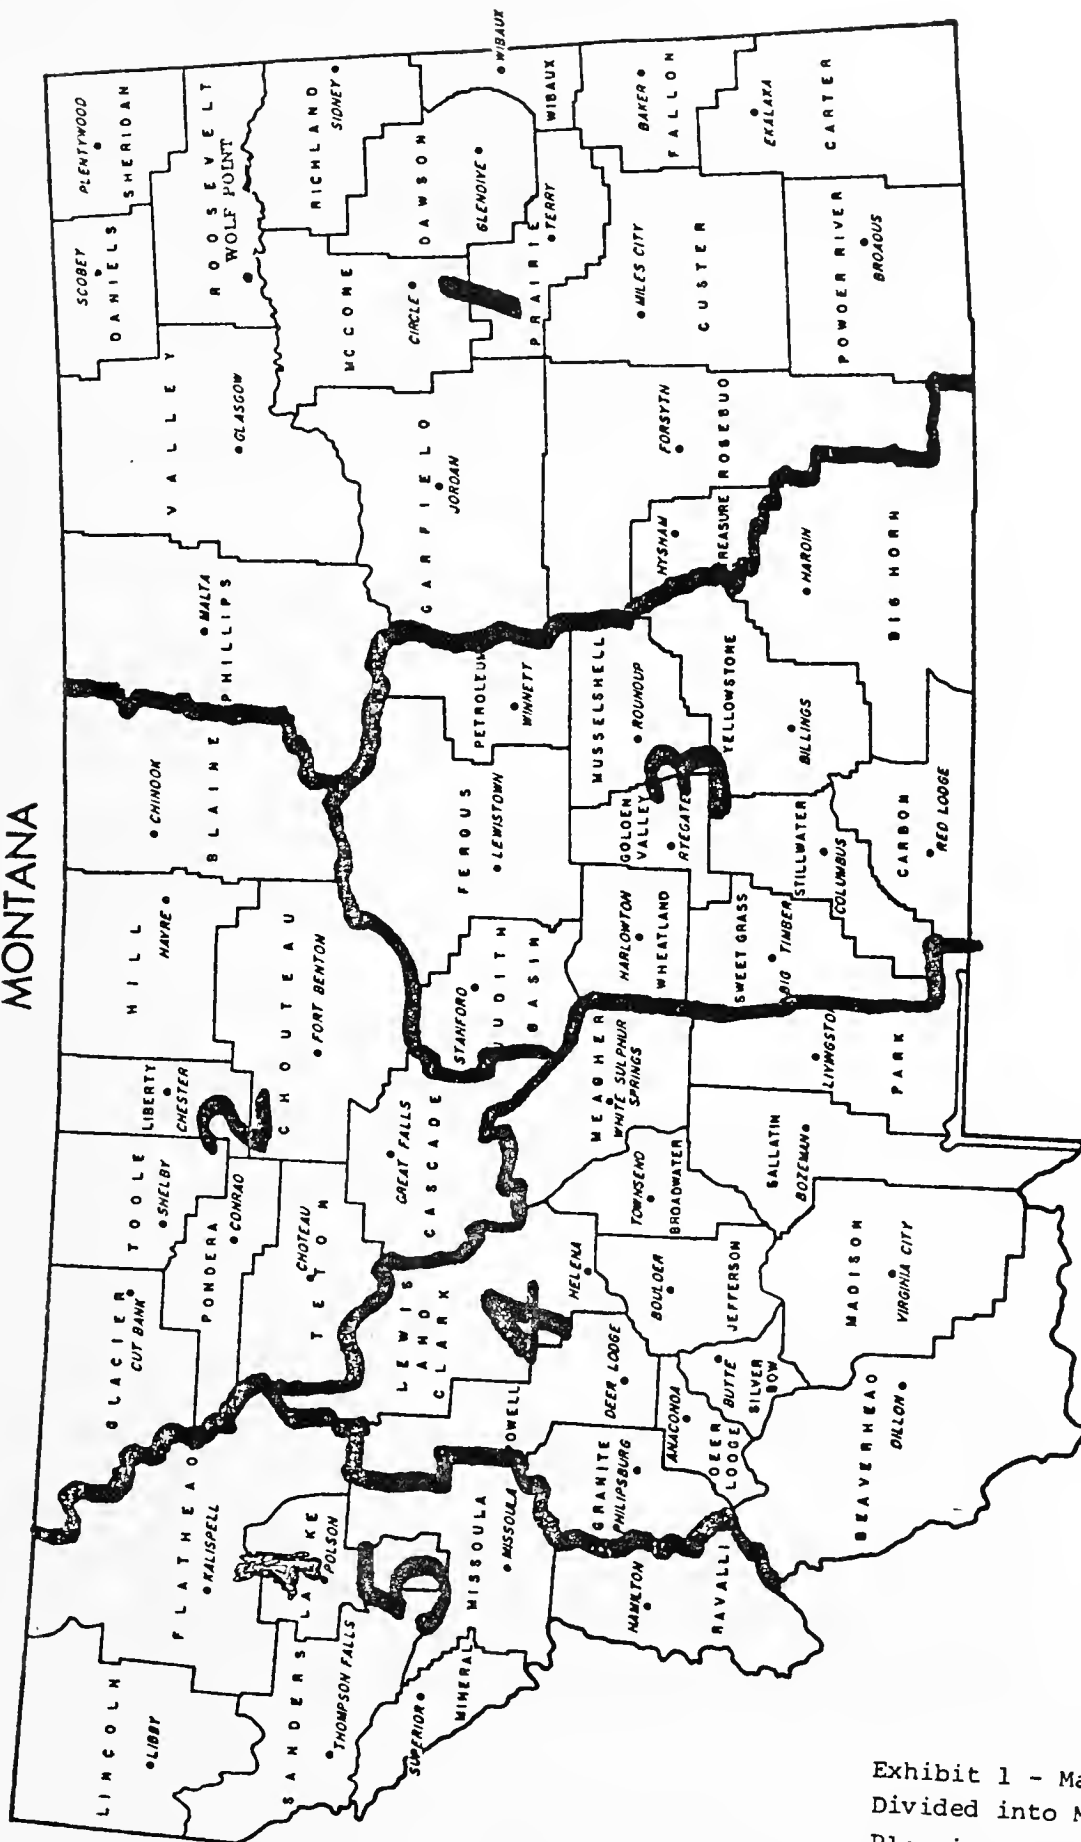 MONTANA
LINCOLN
LIBBY
FLATHEAD
KALISPELL
GLACIER
CUT BANK
TOOLE
SHELBY
LIBERTY
CHESTER
HILL
HAVRE
BLAINE
CHINOOK
PHILLIPS
MALTA
VALLEY
GLASGOW
DANIELS
SCOBEY
SHERIDAN
PLENTYWOOD
ROOSEVELT
WOLF POINT
SANDERS
THOMPSON FALLS
LAKE
POLSON
PONDERA
CONRAD
TETON
CHOTEAU
2
CHOUTEAU
FORT BENTON
RICHLAND
SIDNEY
MCCONE
CIRCLE
1
DAWSON
GLENDIVE
WIBAUX
WIBAUX
PRAIRIE
TERRY
GARFIELD
JORDAN
PETROLEUM
WINNETT
FERGUS
LEWISTOWN
JUDITH
BASIN
STANFORD
CASCADE
GREAT FALLS
LEWIS
AND
CLARK
HELENA
4
5
MISSOULA
MISSOULA
MINERAL
SUPERIOR
POWELL
DEER LODGE
GRANITE
PHILIPSBURG
RAVALLI
HAMILTON
DEER
LODGE
ANACONDA
SILVER
BOW
BUTTE
JEFFERSON
BOULDER
BROADWATER
TOWNSEND
MEAGHER
WHITE SULPHUR
SPRINGS
WHEATLAND
HARLOWTON
GOLDEN
VALLEY
RYEGATE
3
MUSSELSHELL
ROUNDUP
TREASURE
HYSHAM
ROSEBUD
FORSYTH
CUSTER
MILES CITY
FALLON
BAKER
CARTER
EKALAKA
POWDER RIVER
BROADUS
BIG HORN
HARDIN
YELLOWSTONE
BILLINGS
STILLWATER
COLUMBUS
CARBON
RED LODGE
SWEET GRASS
BIG TIMBER
PARK
LIVINGSTON
GALLATIN
BOZEMAN
MADISON
VIRGINIA CITY
BEAVERHEAD
DILLON
Exhibit 1 - Ma
Divided into M